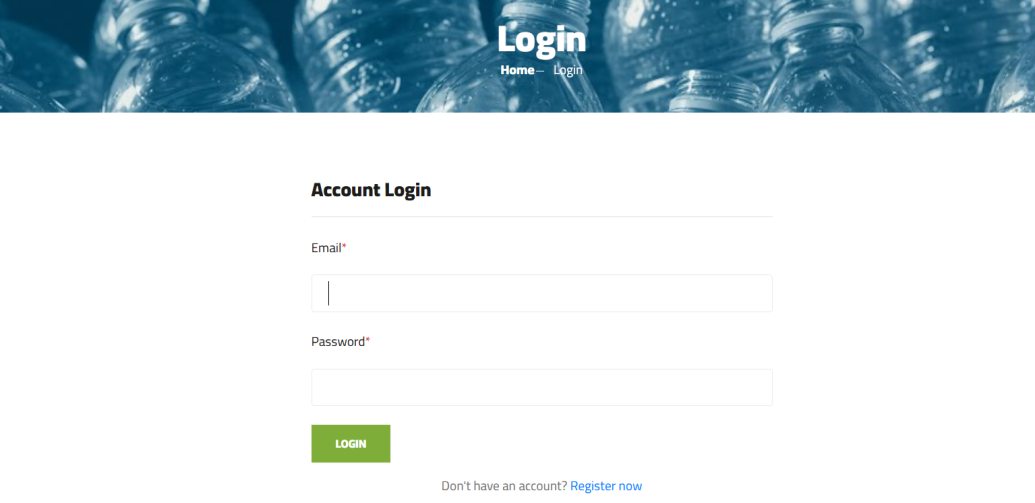 Login
Home— Login
Account Login
Email*
Password*
LOGIN
Don't have an account? Register now